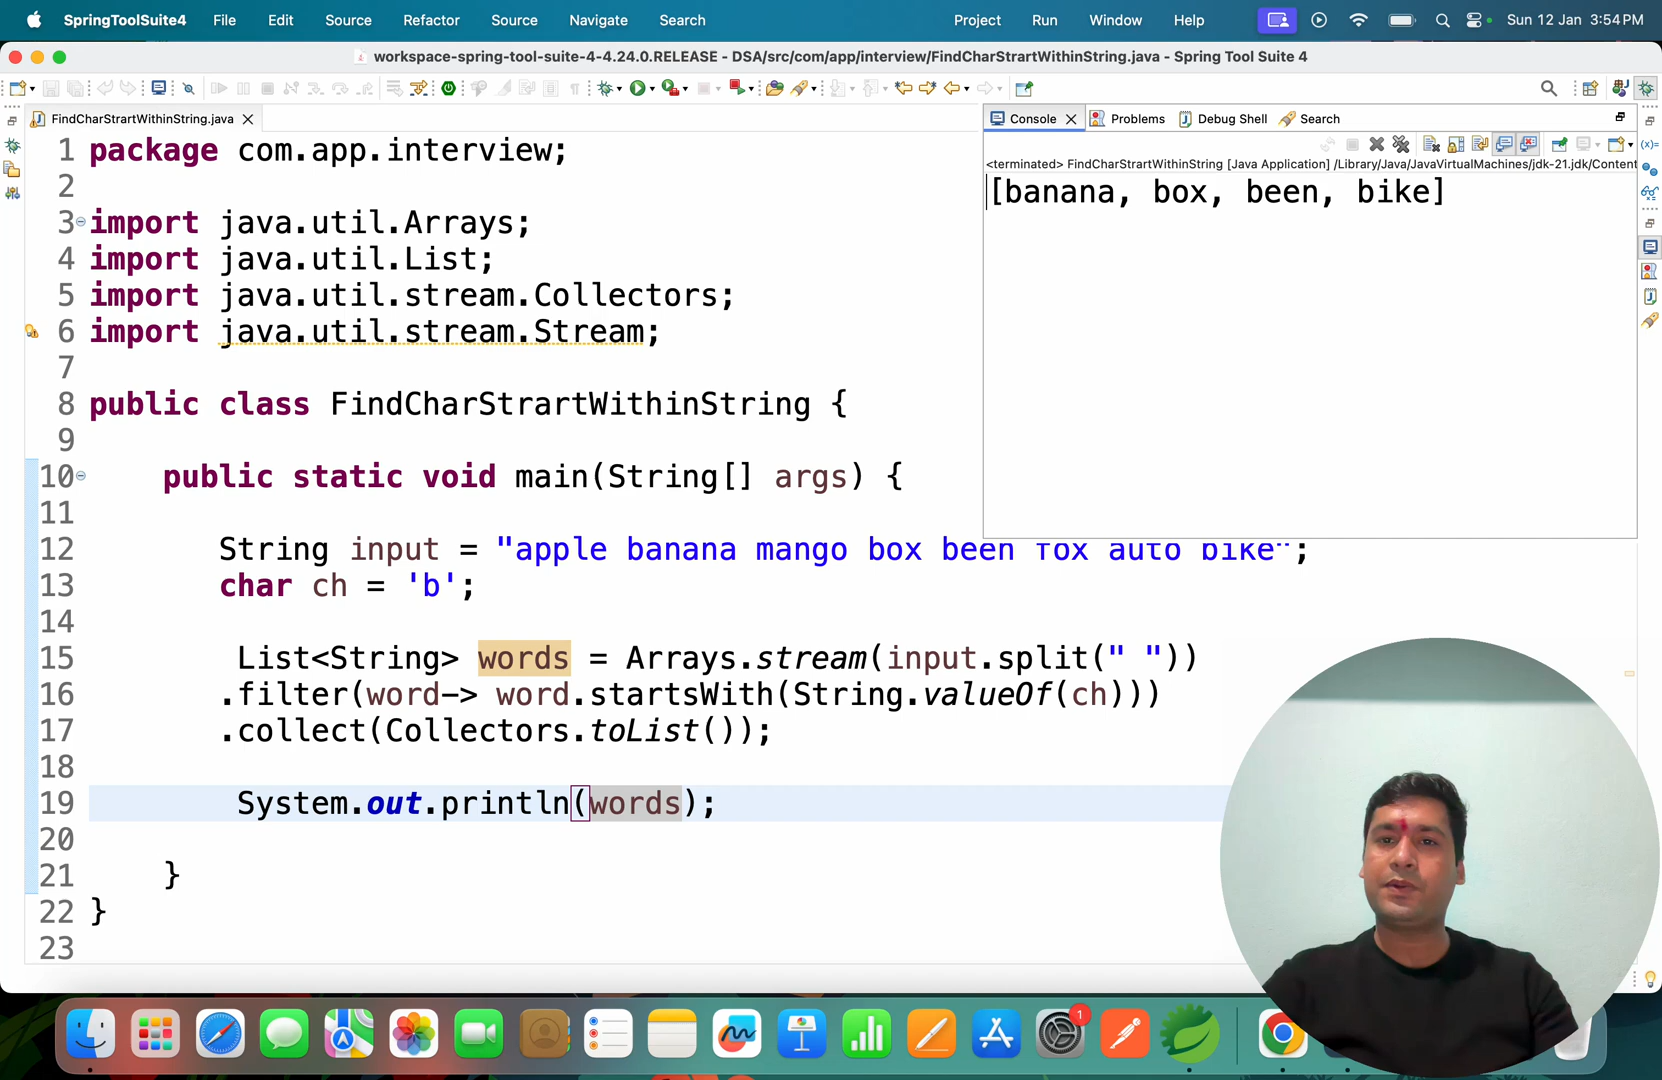 SpringToolSuite4 File Edit Source Refactor Source Navigate Search Project Run Window Help Sun 12 Jan 3:54 PM
workspace-spring-tool-suite-4-4.24.0.RELEASE - DSA/src/com/app/interview/FindCharStrartWithinString.java - Spring Tool Suite 4
FindCharStrartWithinString.java
Console Problems Debug Shell Search
<terminated> FindCharStrartWithinString [Java Application] /Library/Java/JavaVirtualMachines/jdk-21.jdk/Content
[banana, box, been, bike]
1 package com.app.interview;
2
3 import java.util.Arrays;
4 import java.util.List;
5 import java.util.stream.Collectors;
6 import java.util.stream.Stream;
7
8 public class FindCharStrartWithinString {
9
10 public static void main(String[] args) {
11
12 String input = "apple banana mango box been fox auto bike";
13 char ch = 'b';
14
15 List<String> words = Arrays.stream(input.split(" "))
16 .filter(word-> word.startsWith(String.valueOf(ch)))
17 .collect(Collectors.toList());
18
19 System.out.println(words);
20
21 }
22 }
23
1